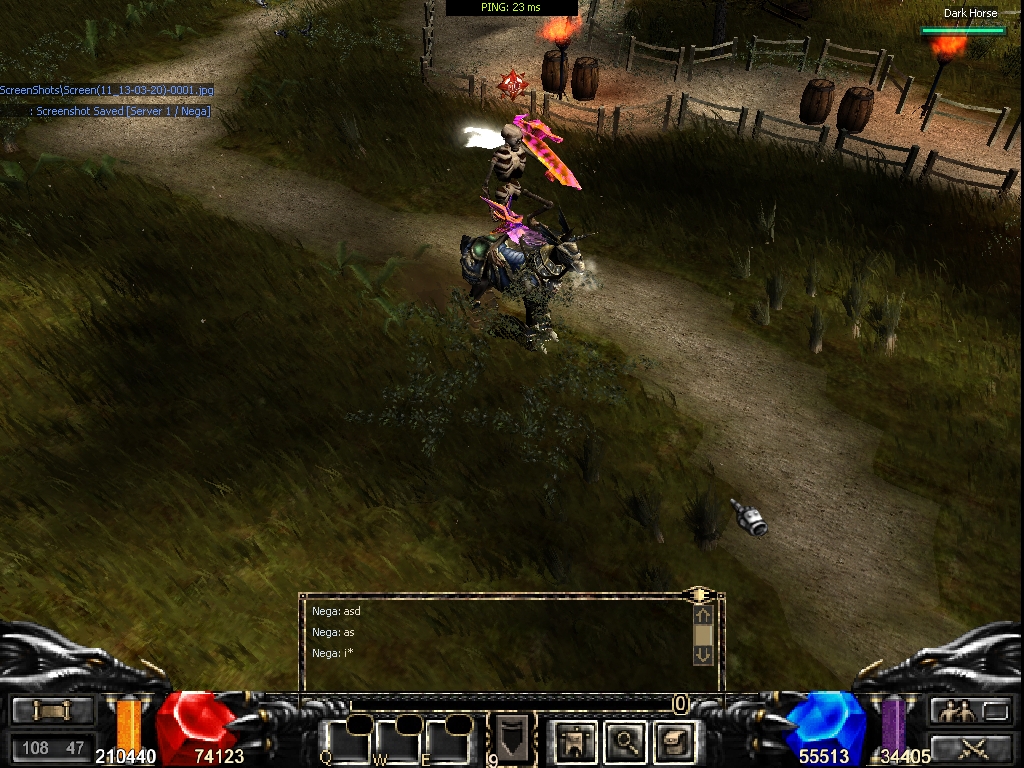 PING: 23 ms
Dark Horse
ScreenShots\Screen(11_13-03-20)-0001.jpg
: Screenshot Saved [Server 1 / Nega]
Nega: asd
Nega: as
Nega: i*
0
108 47
210440
74123
Q
W
E
9
55513
34405